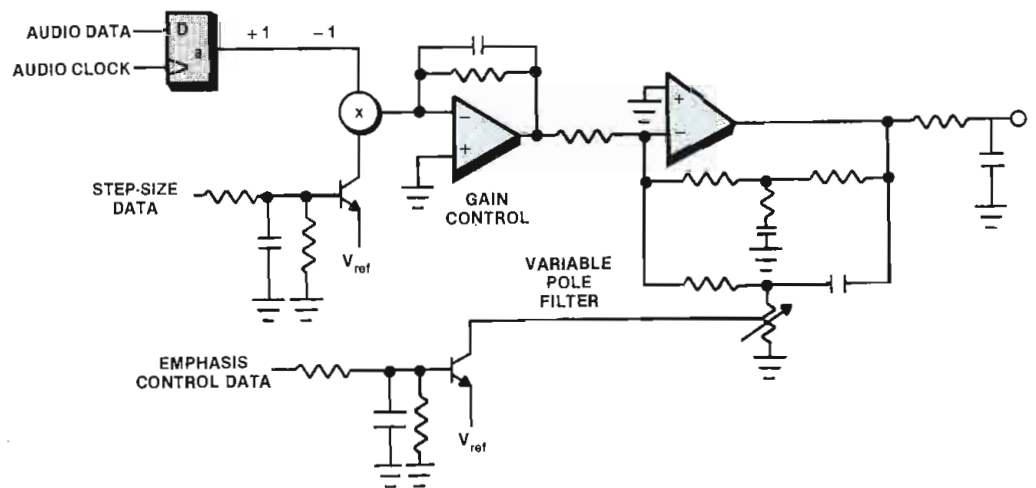 AUDIO DATA
D
+1 −1
a
AUDIO CLOCK
x
−
+
+
−
STEP-SIZE
DATA
GAIN
CONTROL
Vref
VARIABLE
POLE
FILTER
EMPHASIS
CONTROL DATA
Vref